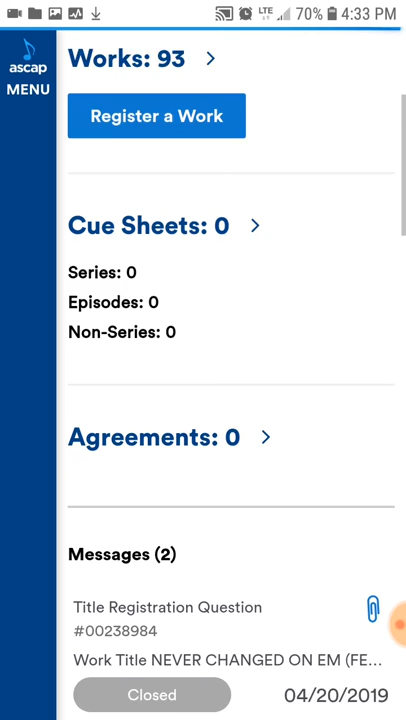 LTE 70% 4:33 PM
ascap
MENU
Works: 93
Register a Work
Cue Sheets: 0
Series: 0
Episodes: 0
Non-Series: 0
Agreements: 0
Messages (2)
Title Registration Question
#00238984
Work Title NEVER CHANGED ON EM (FE...
Closed 04/20/2019